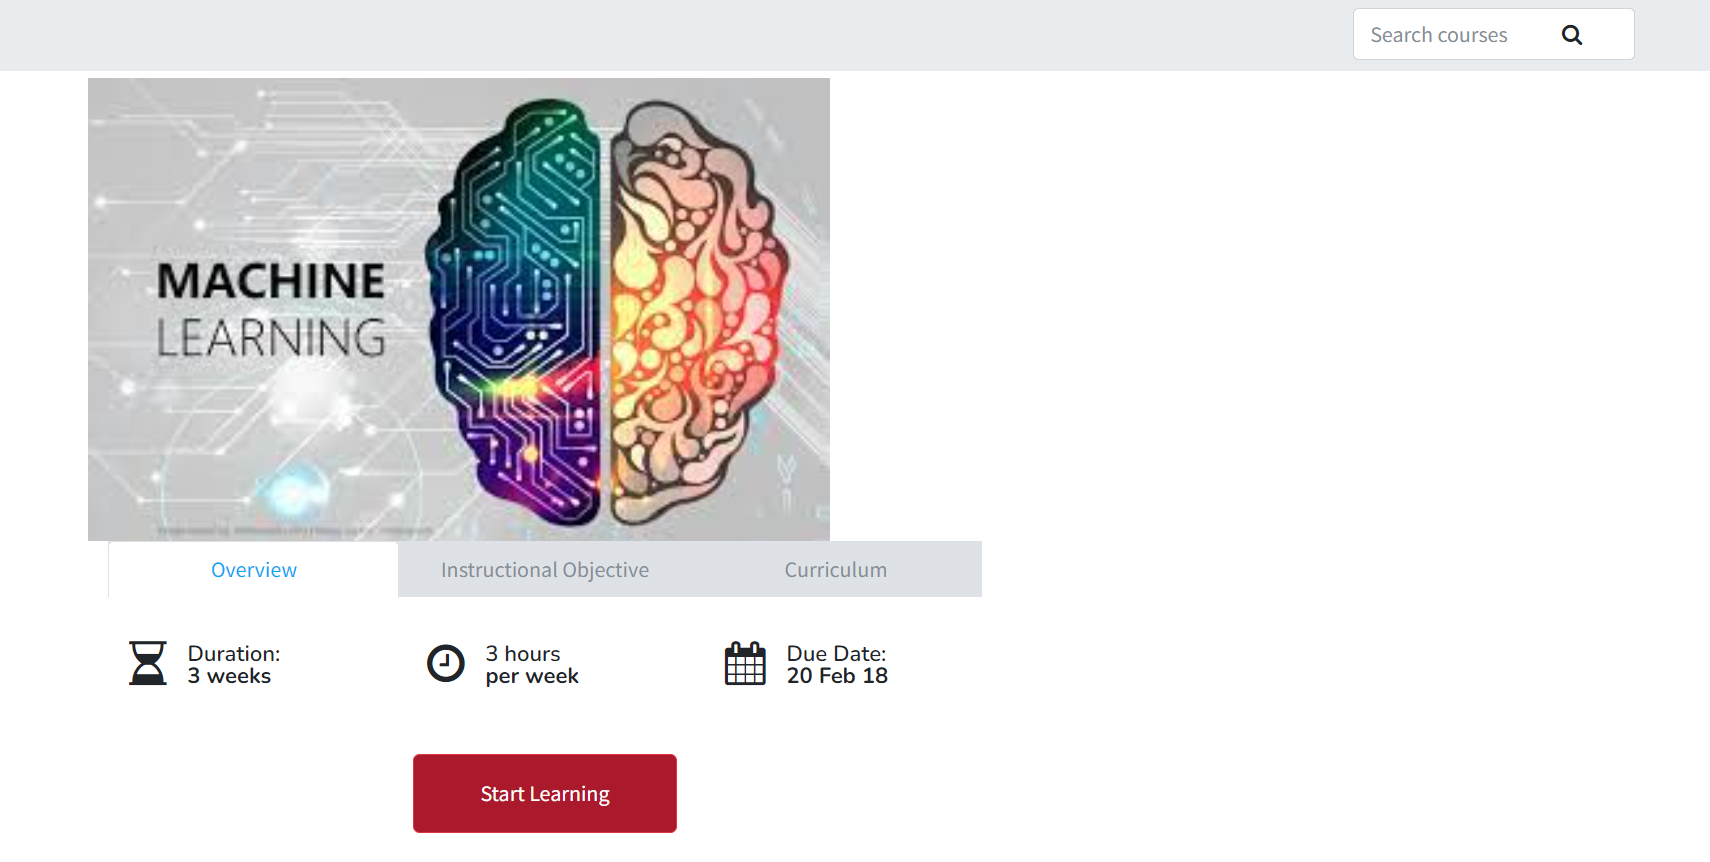 Search courses
MACHINE
LEARNING
Overview
Instructional Objective
Curriculum
Duration:
3 weeks
3 hours
per week
Due Date:
20 Feb 18
Start Learning